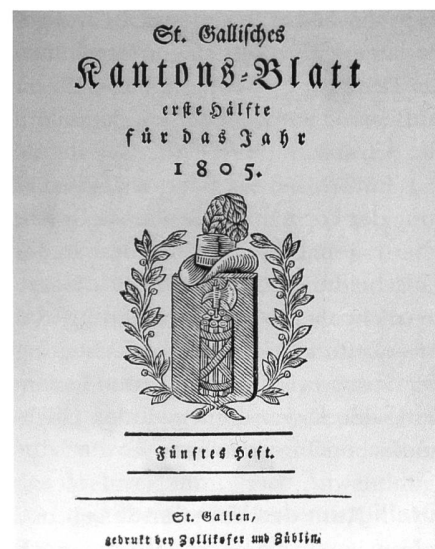 St. Gallisches
Kantons-Blatt
erste Hälfte
für das Jahr
1805.
Fünftes Heft.
St. Gallen,
gedrukt bey Zollikofer und Züblin.